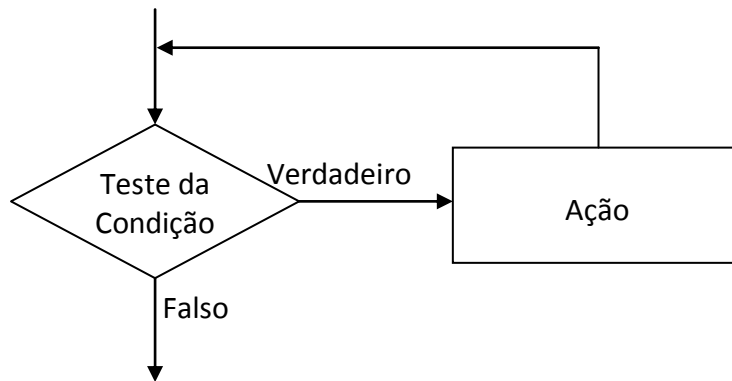 Teste da
Condição
Verdadeiro
Ação
Falso